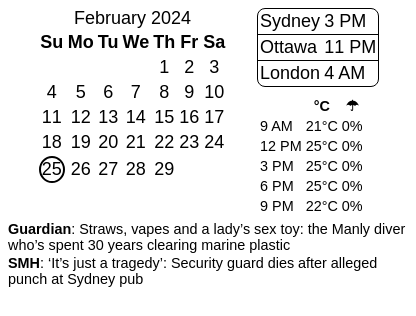 February 2024
Su Mo Tu We Th Fr Sa
1 2 3
4 5 6 7 8 9 10
11 12 13 14 15 16 17
18 19 20 21 22 23 24
25 26 27 28 29
Sydney 3 PM
Ottawa 11 PM
London 4 AM
°C ☂
9 AM 21°C 0%
12 PM 25°C 0%
3 PM 25°C 0%
6 PM 25°C 0%
9 PM 22°C 0%
Guardian: Straws, vapes and a lady’s sex toy: the Manly diver
who’s spent 30 years clearing marine plastic
SMH: ‘It’s just a tragedy’: Security guard dies after alleged
punch at Sydney pub